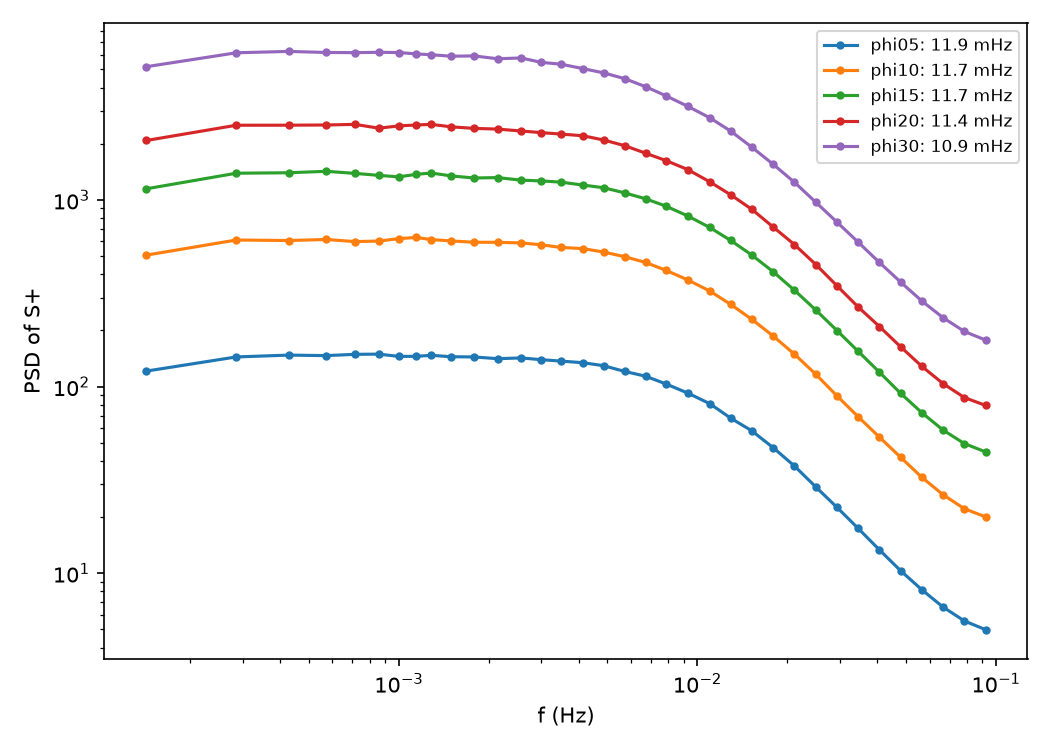 phi05: 11.9 mHz
phi10: 11.7 mHz
phi15: 11.7 mHz
phi20: 11.4 mHz
phi30: 10.9 mHz
PSD of S+
10³
10²
10¹
10⁻³
10⁻²
10⁻¹
f (Hz)